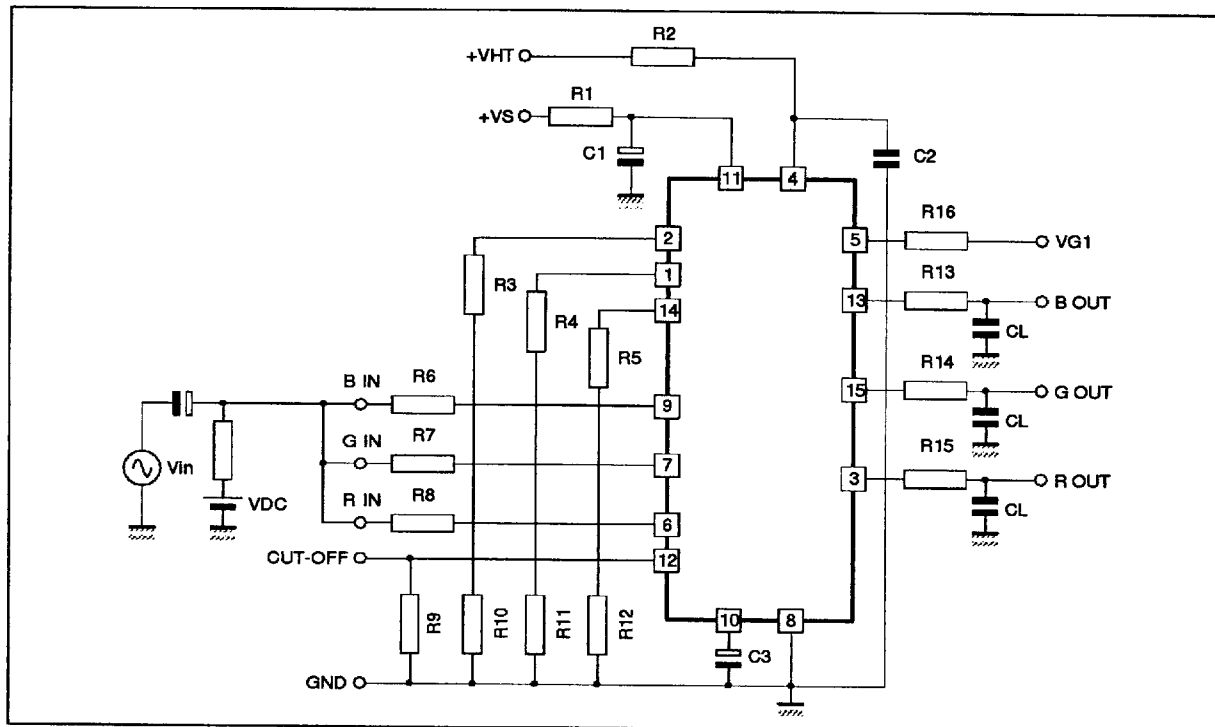 R2
+VHT
R1
+VS
C1
C2
11
4
R16
2
5
VG1
R3
1
R13
R4
14
13
B OUT
R5
CL
B IN
R6
R14
9
15
G OUT
G IN
R7
CL
Vin
7
R15
3
R OUT
VDC
R IN
R8
CL
6
CUT-OFF
12
R9
R10
R11
R12
10
8
C3
GND